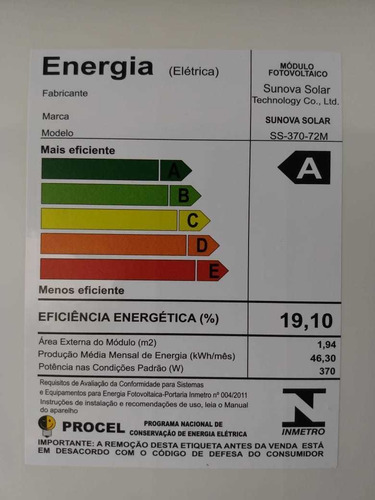 Energia (Elétrica)
MÓDULO
FOTOVOLTAICO
Fabricante
Sunova Solar
Technology Co., Ltd.
Marca
SUNOVA SOLAR
Modelo
SS-370-72M
Mais eficiente
A
A
B
C
D
E
Menos eficiente
EFICIÊNCIA ENERGÉTICA (%) 19,10
Área Externa do Módulo (m2) 1,94
Produção Média Mensal de Energia (kWh/mês) 46,30
Potência nas Condições Padrão (W) 370
Requisitos de Avaliação da Conformidade para Sistemas
e Equipamentos para Energia Fotovoltaica-Portaria Inmetro nº 004/2011
Instruções de instalação e recomendações de uso, leia o Manual
do aparelho
PROCEL
PROGRAMA NACIONAL DE
CONSERVAÇÃO DE ENERGIA ELÉTRICA
INMETRO
IMPORTANTE: A REMOÇÃO DESTA ETIQUETA ANTES DA VENDA ESTÁ
EM DESACORDO COM O CÓDIGO DE DEFESA DO CONSUMIDOR